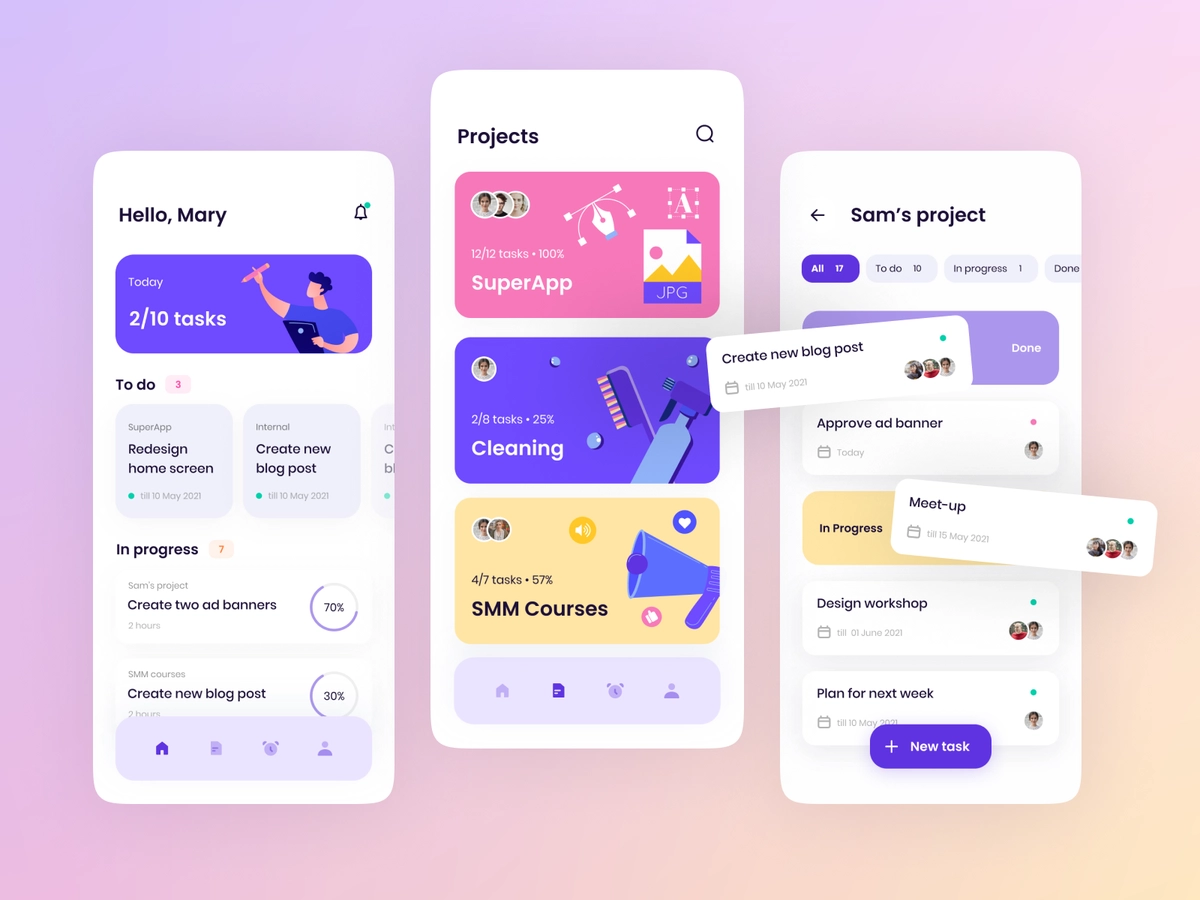 Hello, Mary
Today
2/10 tasks
To do 3
SuperApp
Redesign
home screen
till 10 May 2021
Internal
Create new
blog post
till 10 May 2021
In progress 7
Sam's project
Create two ad banners
2 hours
70%
SMM courses
Create new blog post
2 hours
30%
Projects
12/12 tasks • 100%
SuperApp
A
JPG
2/8 tasks • 25%
Cleaning
4/7 tasks • 57%
SMM Courses
Sam's project
All 17
To do 10
In progress 1
Done
Create new blog post
till 10 May 2021
Done
Approve ad banner
Today
In Progress
Meet-up
till 15 May 2021
Design workshop
till 01 June 2021
Plan for next week
till 10 May 2021
+ New task